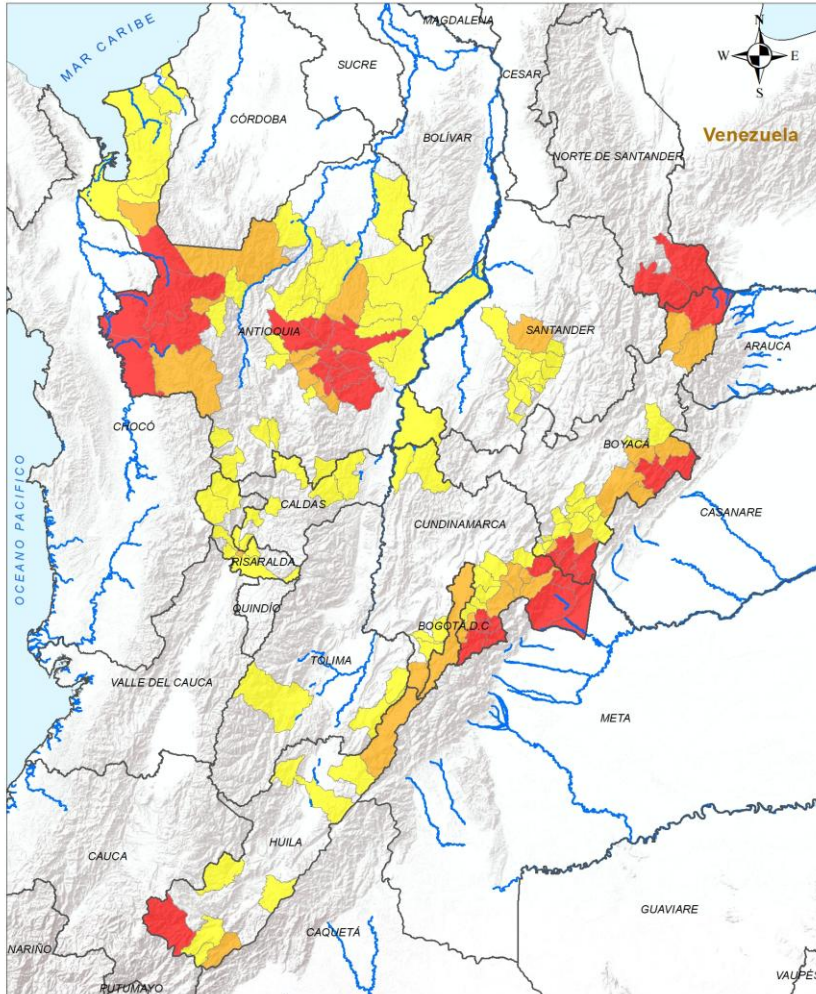 MAR CARIBE
MAGDALENA
SUCRE
CESAR
N
W E
S
CÓRDOBA
BOLÍVAR
Venezuela
NORTE DE SANTANDER
ANTIOQUIA
SANTANDER
ARAUCA
CHOCÓ
BOYACÁ
OCEANO PACIFICO
CALDAS
CUNDINAMARCA
CASANARE
RISARALDA
QUINDÍO
BOGOTÁ D.C
TOLIMA
VALLE DEL CAUCA
META
HUILA
CAUCA
GUAVIARE
CAQUETÁ
NARIÑO
PUTUMAYO
VAUPÉS